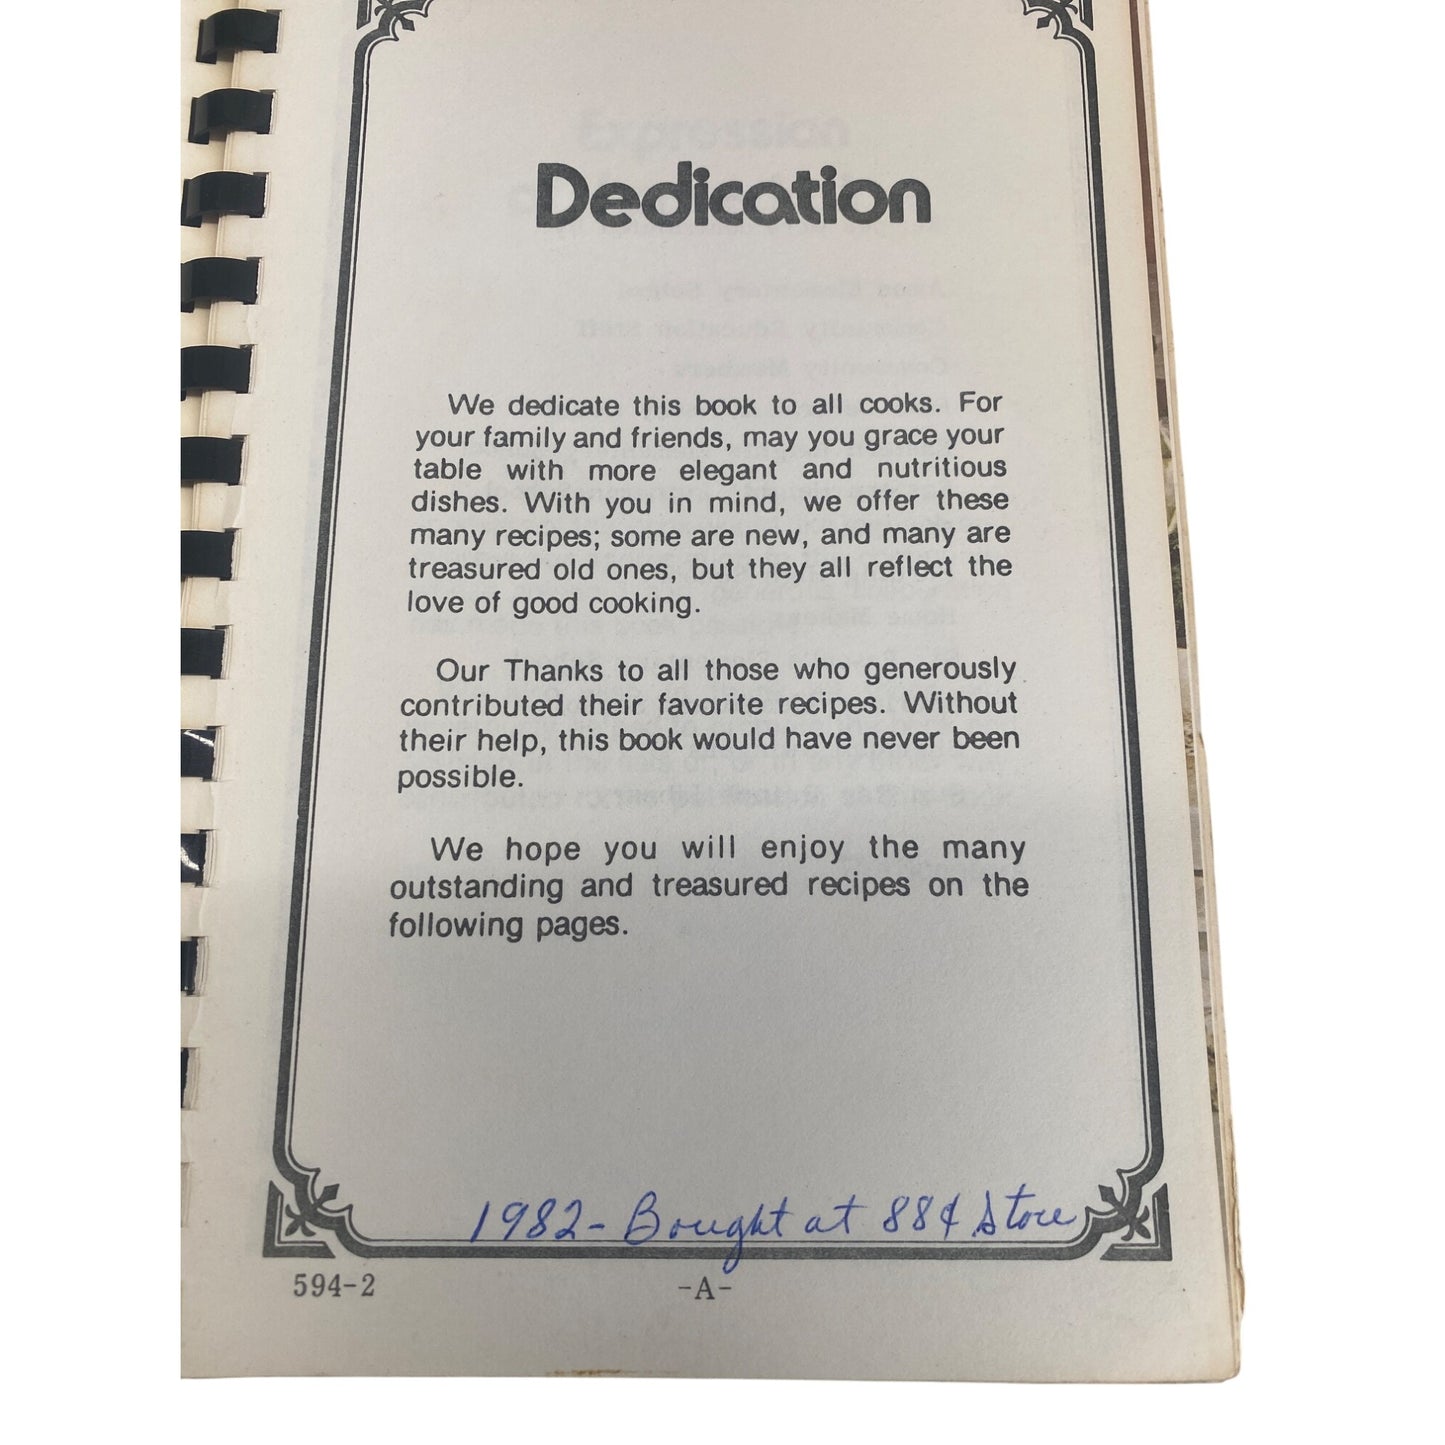 Dedication
We dedicate this book to all cooks. For
your family and friends, may you grace your
table with more elegant and nutritious
dishes. With you in mind, we offer these
many recipes; some are new, and many are
treasured old ones, but they all reflect the
love of good cooking.
Our Thanks to all those who generously
contributed their favorite recipes. Without
their help, this book would have never been
possible.
We hope you will enjoy the many
outstanding and treasured recipes on the
following pages.
1982 - Bought at 88¢ Store
594-2
-A-